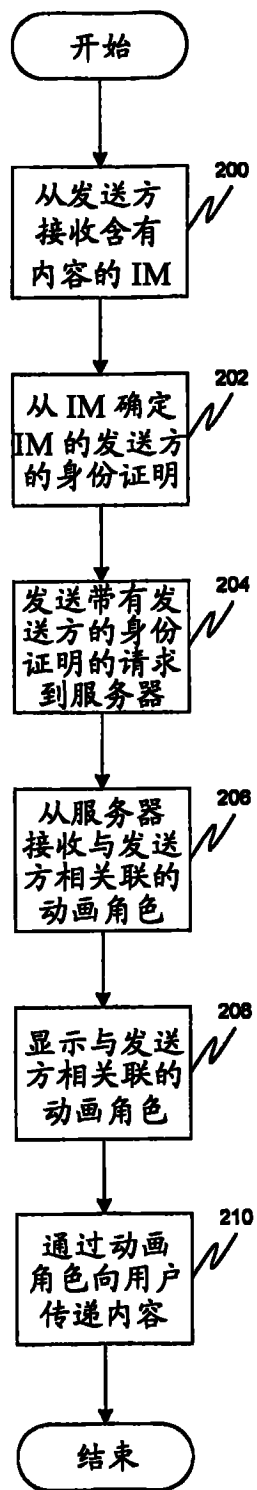 开始
200
从发送方
接收含有
内容的 IM
202
从 IM 确定
IM 的发送方
的身份证明
204
发送带有发
送方的身份
证明的请求
到服务器
206
从服务器
接收与发送
方相关联的
动画角色
208
显示与发送
方相关联的
动画角色
210
通过动画
角色向用户
传递内容
结束